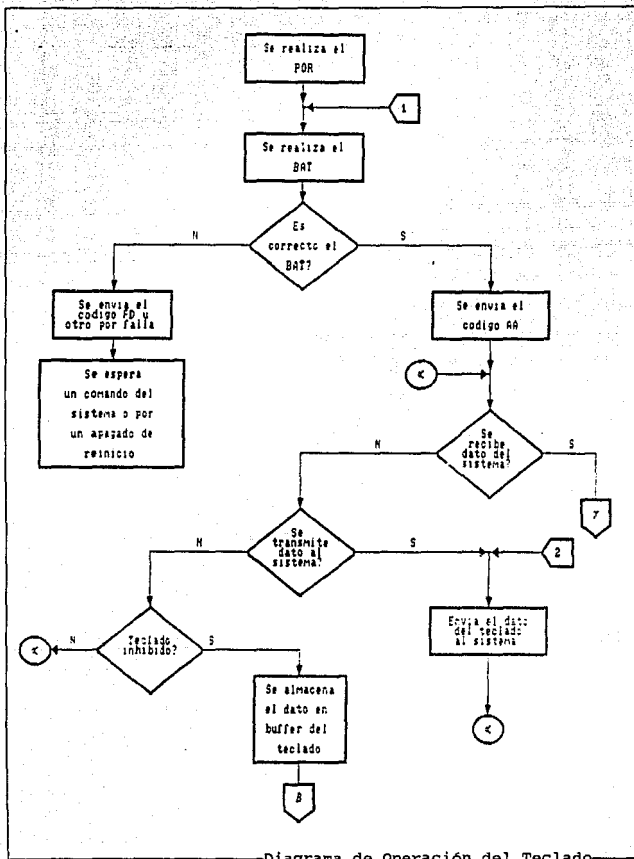 Se realiza el
POR
1
Se realiza el
BAT
Es
correcto el
BAT?
N
S
Se envia el
codigo FD u
otro por falla
Se envia el
codigo AA
Se espera
un comando del
sistema o por
un apagado de
reinicio
<
Se
recibe
dato del
sistema?
N
S
Se
transmite
dato al
sistema?
N
S
2
Teclado
inhibido?
N
S
<
Envia el dato
del teclado
al sistema
Se almacena
el dato en
buffer del
teclado
<
B
Diagrama de Operación del Teclado